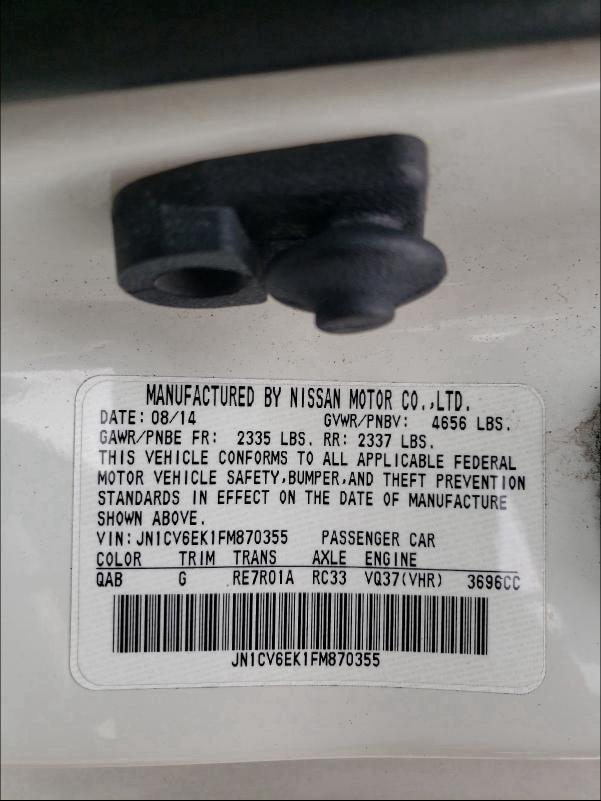 MANUFACTURED BY NISSAN MOTOR CO.,LTD.
DATE: 08/14 GVWR/PNBV: 4656 LBS.
GAWR/PNBE FR: 2335 LBS. RR: 2337 LBS.
THIS VEHICLE CONFORMS TO ALL APPLICABLE FEDERAL
MOTOR VEHICLE SAFETY,BUMPER,AND THEFT PREVENTION
STANDARDS IN EFFECT ON THE DATE OF MANUFACTURE
SHOWN ABOVE.
VIN:JN1CV6EK1FM870355 PASSENGER CAR
COLOR TRIM TRANS AXLE ENGINE
QAB G RE7R01A RC33 VQ37(VHR) 3696CC
JN1CV6EK1FM870355